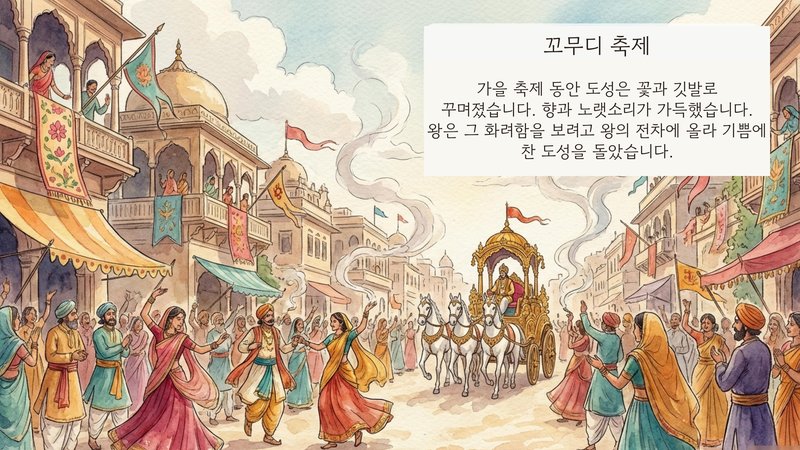 꼬무디 축제
가을 축제 동안 도성은 꽃과 깃발로
꾸며졌습니다. 향과 노랫소리가 가득했습니다.
왕은 그 화려함을 보려고 왕의 전차에 올라 기쁨에
찬 도성을 돌았습니다.